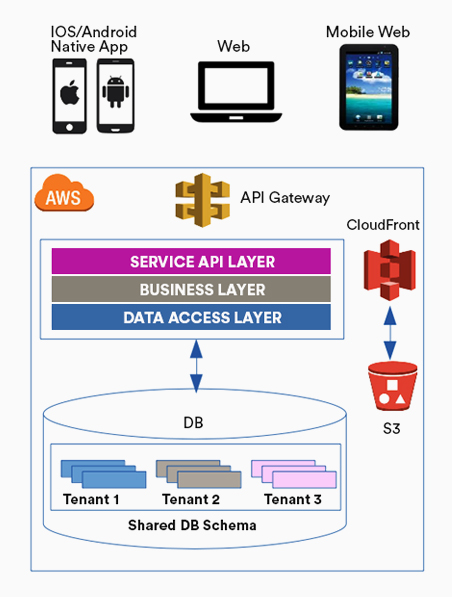 IOS/Android
Native App
Web
Mobile Web
AWS
API Gateway
CloudFront
SERVICE API LAYER
BUSINESS LAYER
DATA ACCESS LAYER
S3
DB
Tenant 1
Tenant 2
Tenant 3
Shared DB Schema